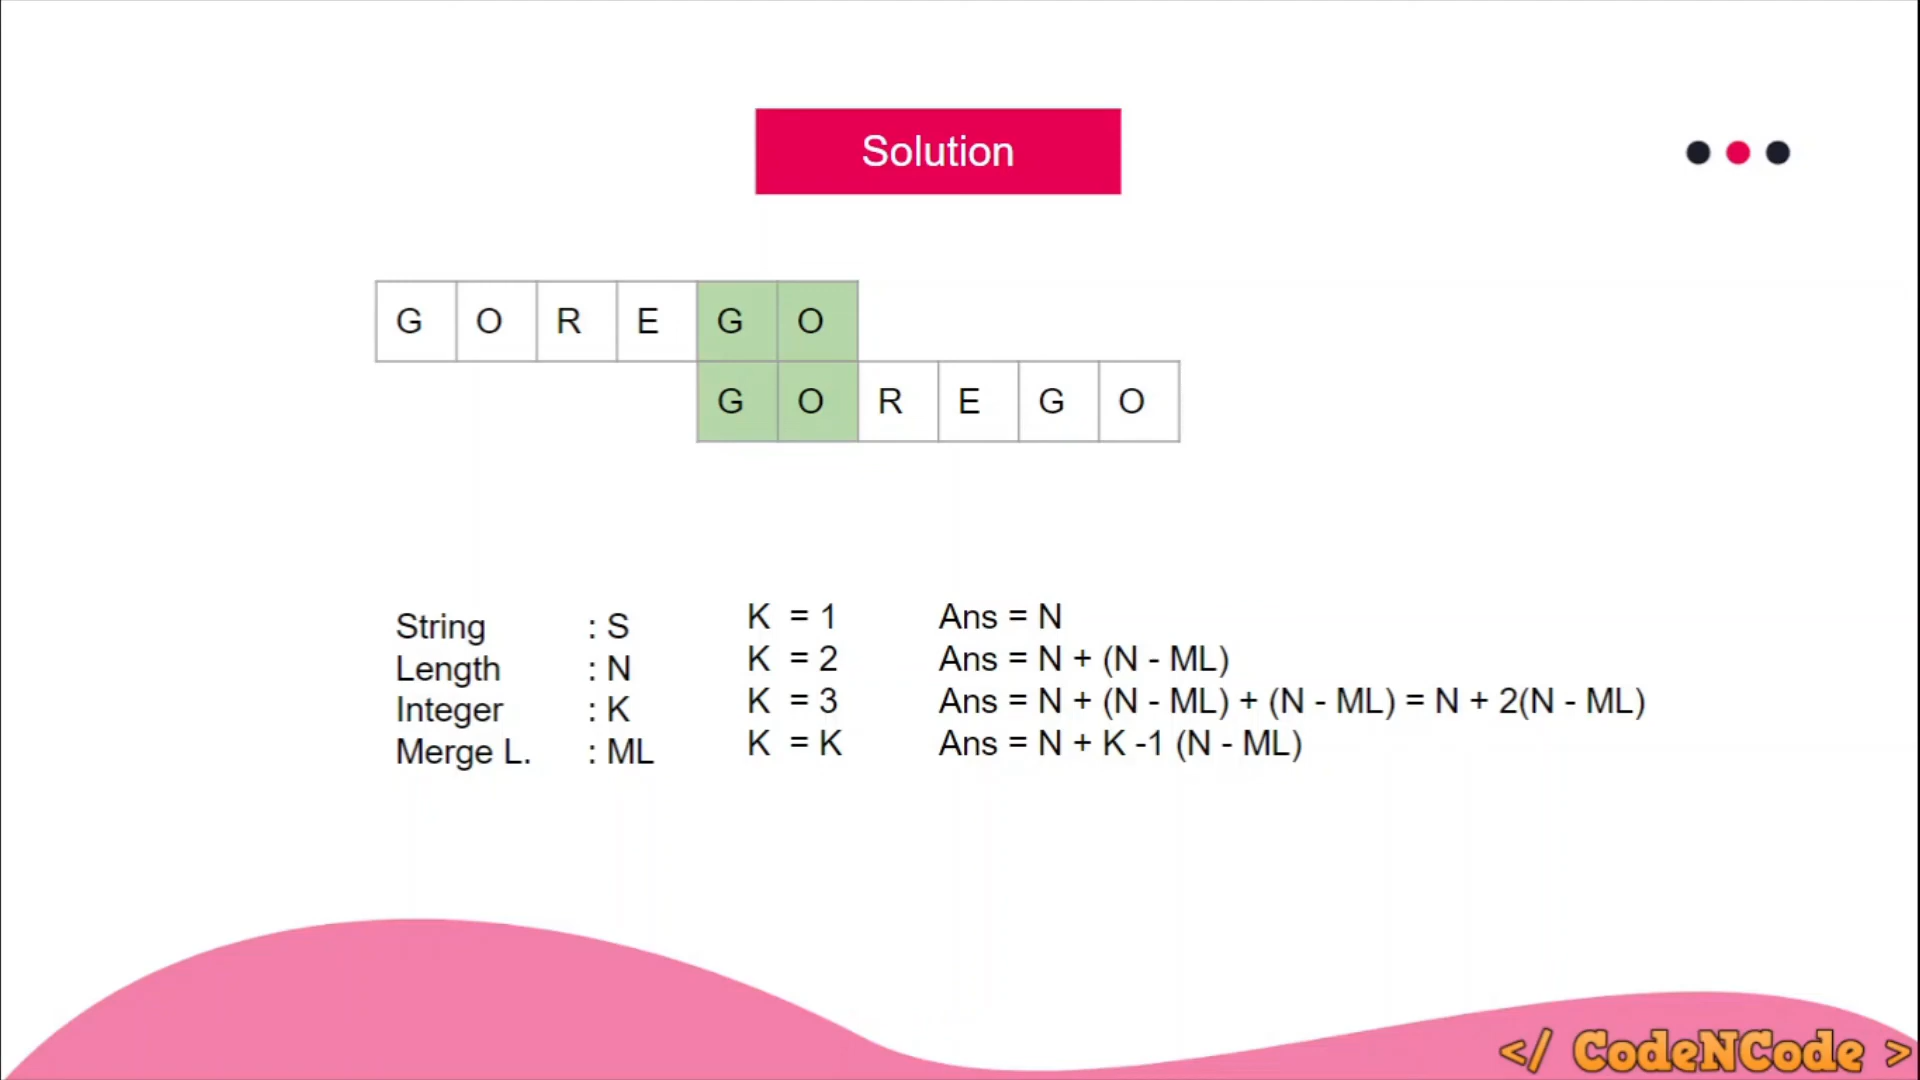 Solution
G O R E G O
G O R E G O
String : S
Length : N
Integer : K
Merge L. : ML
K = 1 Ans = N
K = 2 Ans = N + (N - ML)
K = 3 Ans = N + (N - ML) + (N - ML) = N + 2(N - ML)
K = K Ans = N + K -1 (N - ML)
</ CodeNCode >